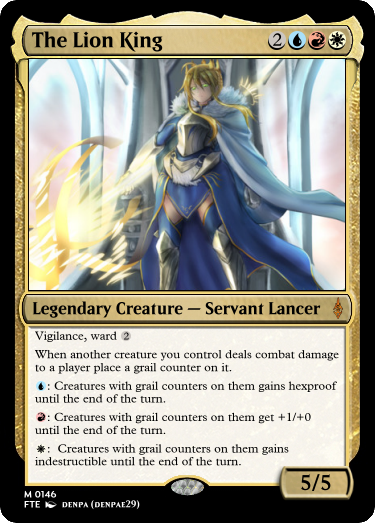 The Lion King 2
Legendary Creature — Servant Lancer
Vigilance, ward 2
When another creature you control deals combat damage
to a player place a grail counter on it.
: Creatures with grail counters on them gains hexproof
until the end of the turn.
: Creatures with grail counters on them get +1/+0
until the end of the turn.
: Creatures with grail counters on them gains
indestructible until the end of the turn.
5/5
M 0146
FTE DENPA (DENPAE29)